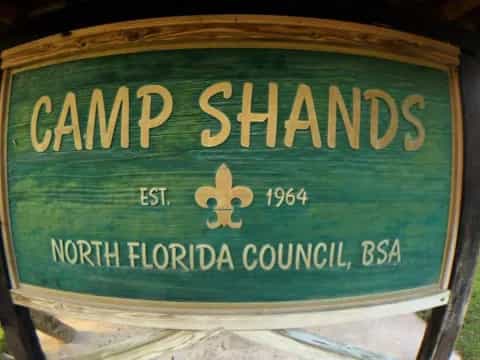 CAMP SHANDS
EST. 1964
NORTH FLORIDA COUNCIL, BSA